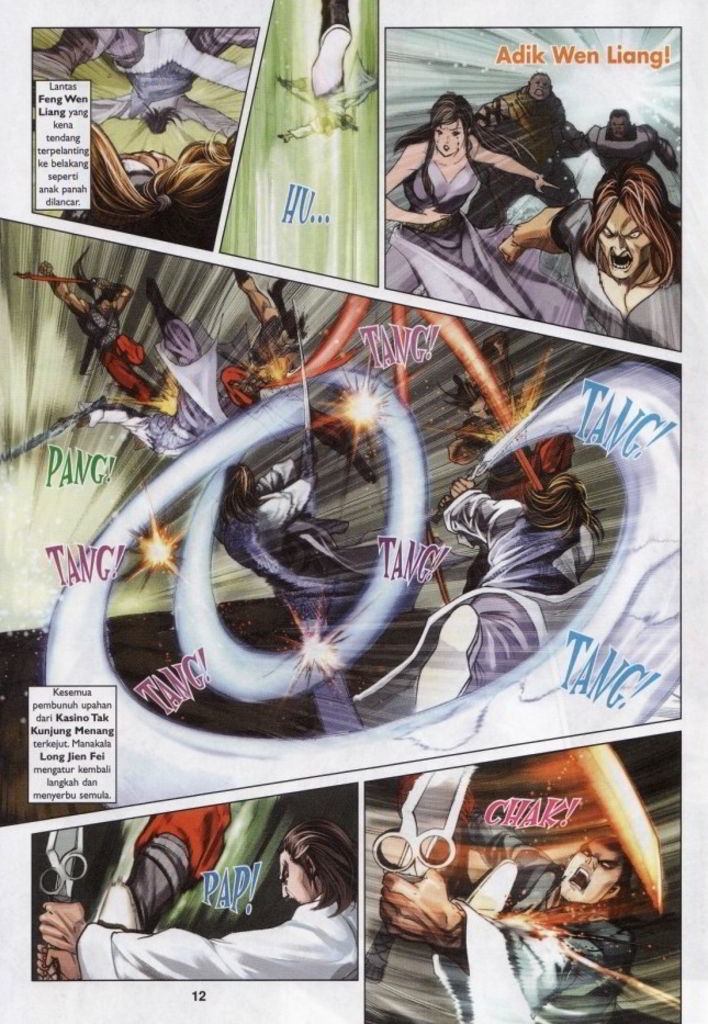 Lantas
Feng Wen
Liang yang
kena
tendang
terpelanting
ke belakang
seperti
anak panah
dilancar.
HU...
Adik Wen Liang!
TANG!
TANG!
PANG!
TANG!
TANG!
TANG!
TANG!
Kesemua
pembunuh upahan
dari Kasino Tak
Kunjung Menang
terkejut. Manakala
Long Jien Fei
mengatur kembali
langkah dan
menyerbu semula.
PAP!
CHAK!
12